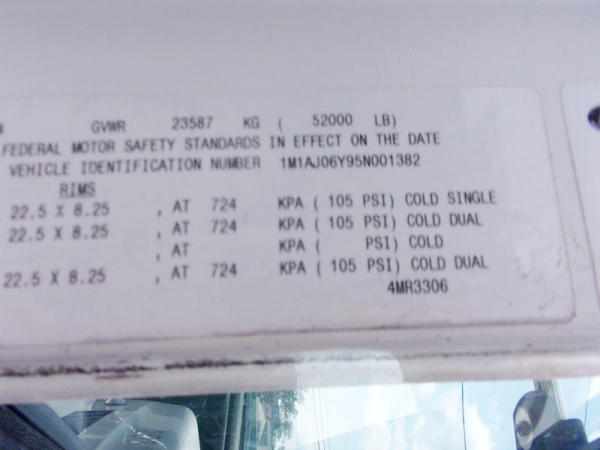 GVWR 23587 KG ( 52000 LB)
FEDERAL MOTOR SAFETY STANDARDS IN EFFECT ON THE DATE
VEHICLE IDENTIFICATION NUMBER 1M1AJ06Y95N001382
RIMS
22.5 X 8.25 , AT 724 KPA ( 105 PSI) COLD SINGLE
22.5 X 8.25 , AT 724 KPA ( 105 PSI) COLD DUAL
, AT KPA ( PSI) COLD
22.5 X 8.25 , AT 724 KPA ( 105 PSI) COLD DUAL
4MR3306